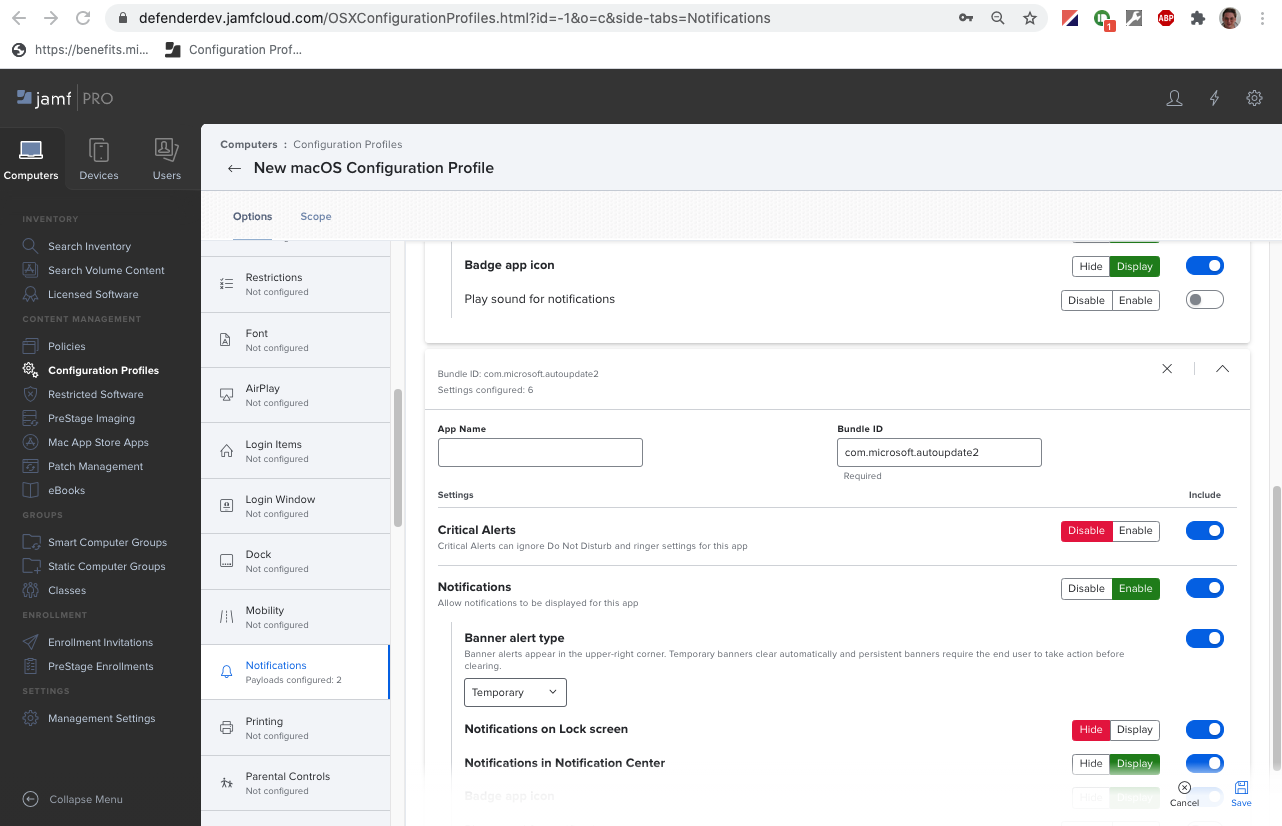 defenderdev.jamfcloud.com/OSXConfigurationProfiles.html?id=-1&o=c&side-tabs=Notifications
1
ABP
https://benefits.mi...
Configuration Prof...
jamf PRO
Computers
Devices
Users
Computers : Configuration Profiles
New macOS Configuration Profile
Options
Scope
INVENTORY
Search Inventory
Search Volume Content
Licensed Software
CONTENT MANAGEMENT
Policies
Configuration Profiles
Restricted Software
PreStage Imaging
Mac App Store Apps
Patch Management
eBooks
GROUPS
Smart Computer Groups
Static Computer Groups
Classes
ENROLLMENT
Enrollment Invitations
PreStage Enrollments
SETTINGS
Management Settings
Collapse Menu
Restrictions
Not configured
Font
Not configured
AirPlay
Not configured
Login Items
Not configured
Login Window
Not configured
Dock
Not configured
Mobility
Not configured
Notifications
Payloads configured: 2
Printing
Not configured
Parental Controls
Not configured
Badge app icon
Hide Display
Play sound for notifications
Disable Enable
Bundle ID: com.microsoft.autoupdate2
Settings configured: 6
App Name
Bundle ID
com.microsoft.autoupdate2
Required
Settings
Include
Critical Alerts
Disable Enable
Critical Alerts can ignore Do Not Disturb and ringer settings for this app
Notifications
Disable Enable
Allow notifications to be displayed for this app
Banner alert type
Banner alerts appear in the upper-right corner. Temporary banners clear automatically and persistent banners require the end user to take action before
clearing.
Temporary
Notifications on Lock screen
Hide Display
Notifications in Notification Center
Hide Display
Badge app icon
Hide Display
Cancel
Save